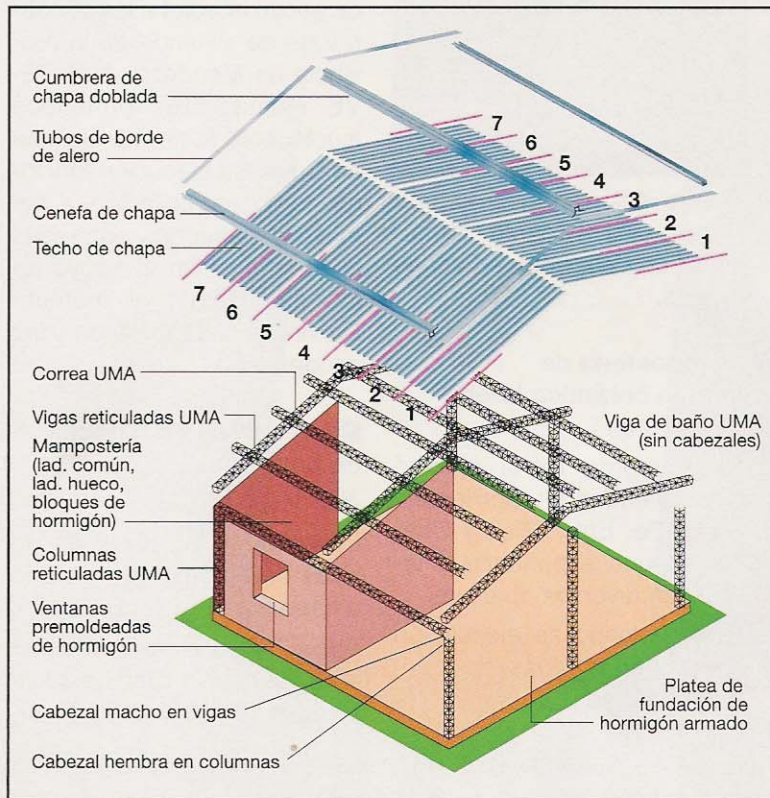 Cumbrera de
chapa doblada
Tubos de borde
de alero
Cenefa de chapa
Techo de chapa
7
6
5
4
3
2
1
7
6
5
4
3
2
1
Correa UMA
Vigas reticuladas UMA
Mampostería
(lad. común,
lad. hueco,
bloques de
hormigón)
Columnas
reticuladas UMA
Ventanas
premoldeadas
de hormigón
Cabezal macho en vigas
Cabezal hembra en columnas
Viga de baño UMA
(sin cabezales)
Platea de
fundación de
hormigón armado